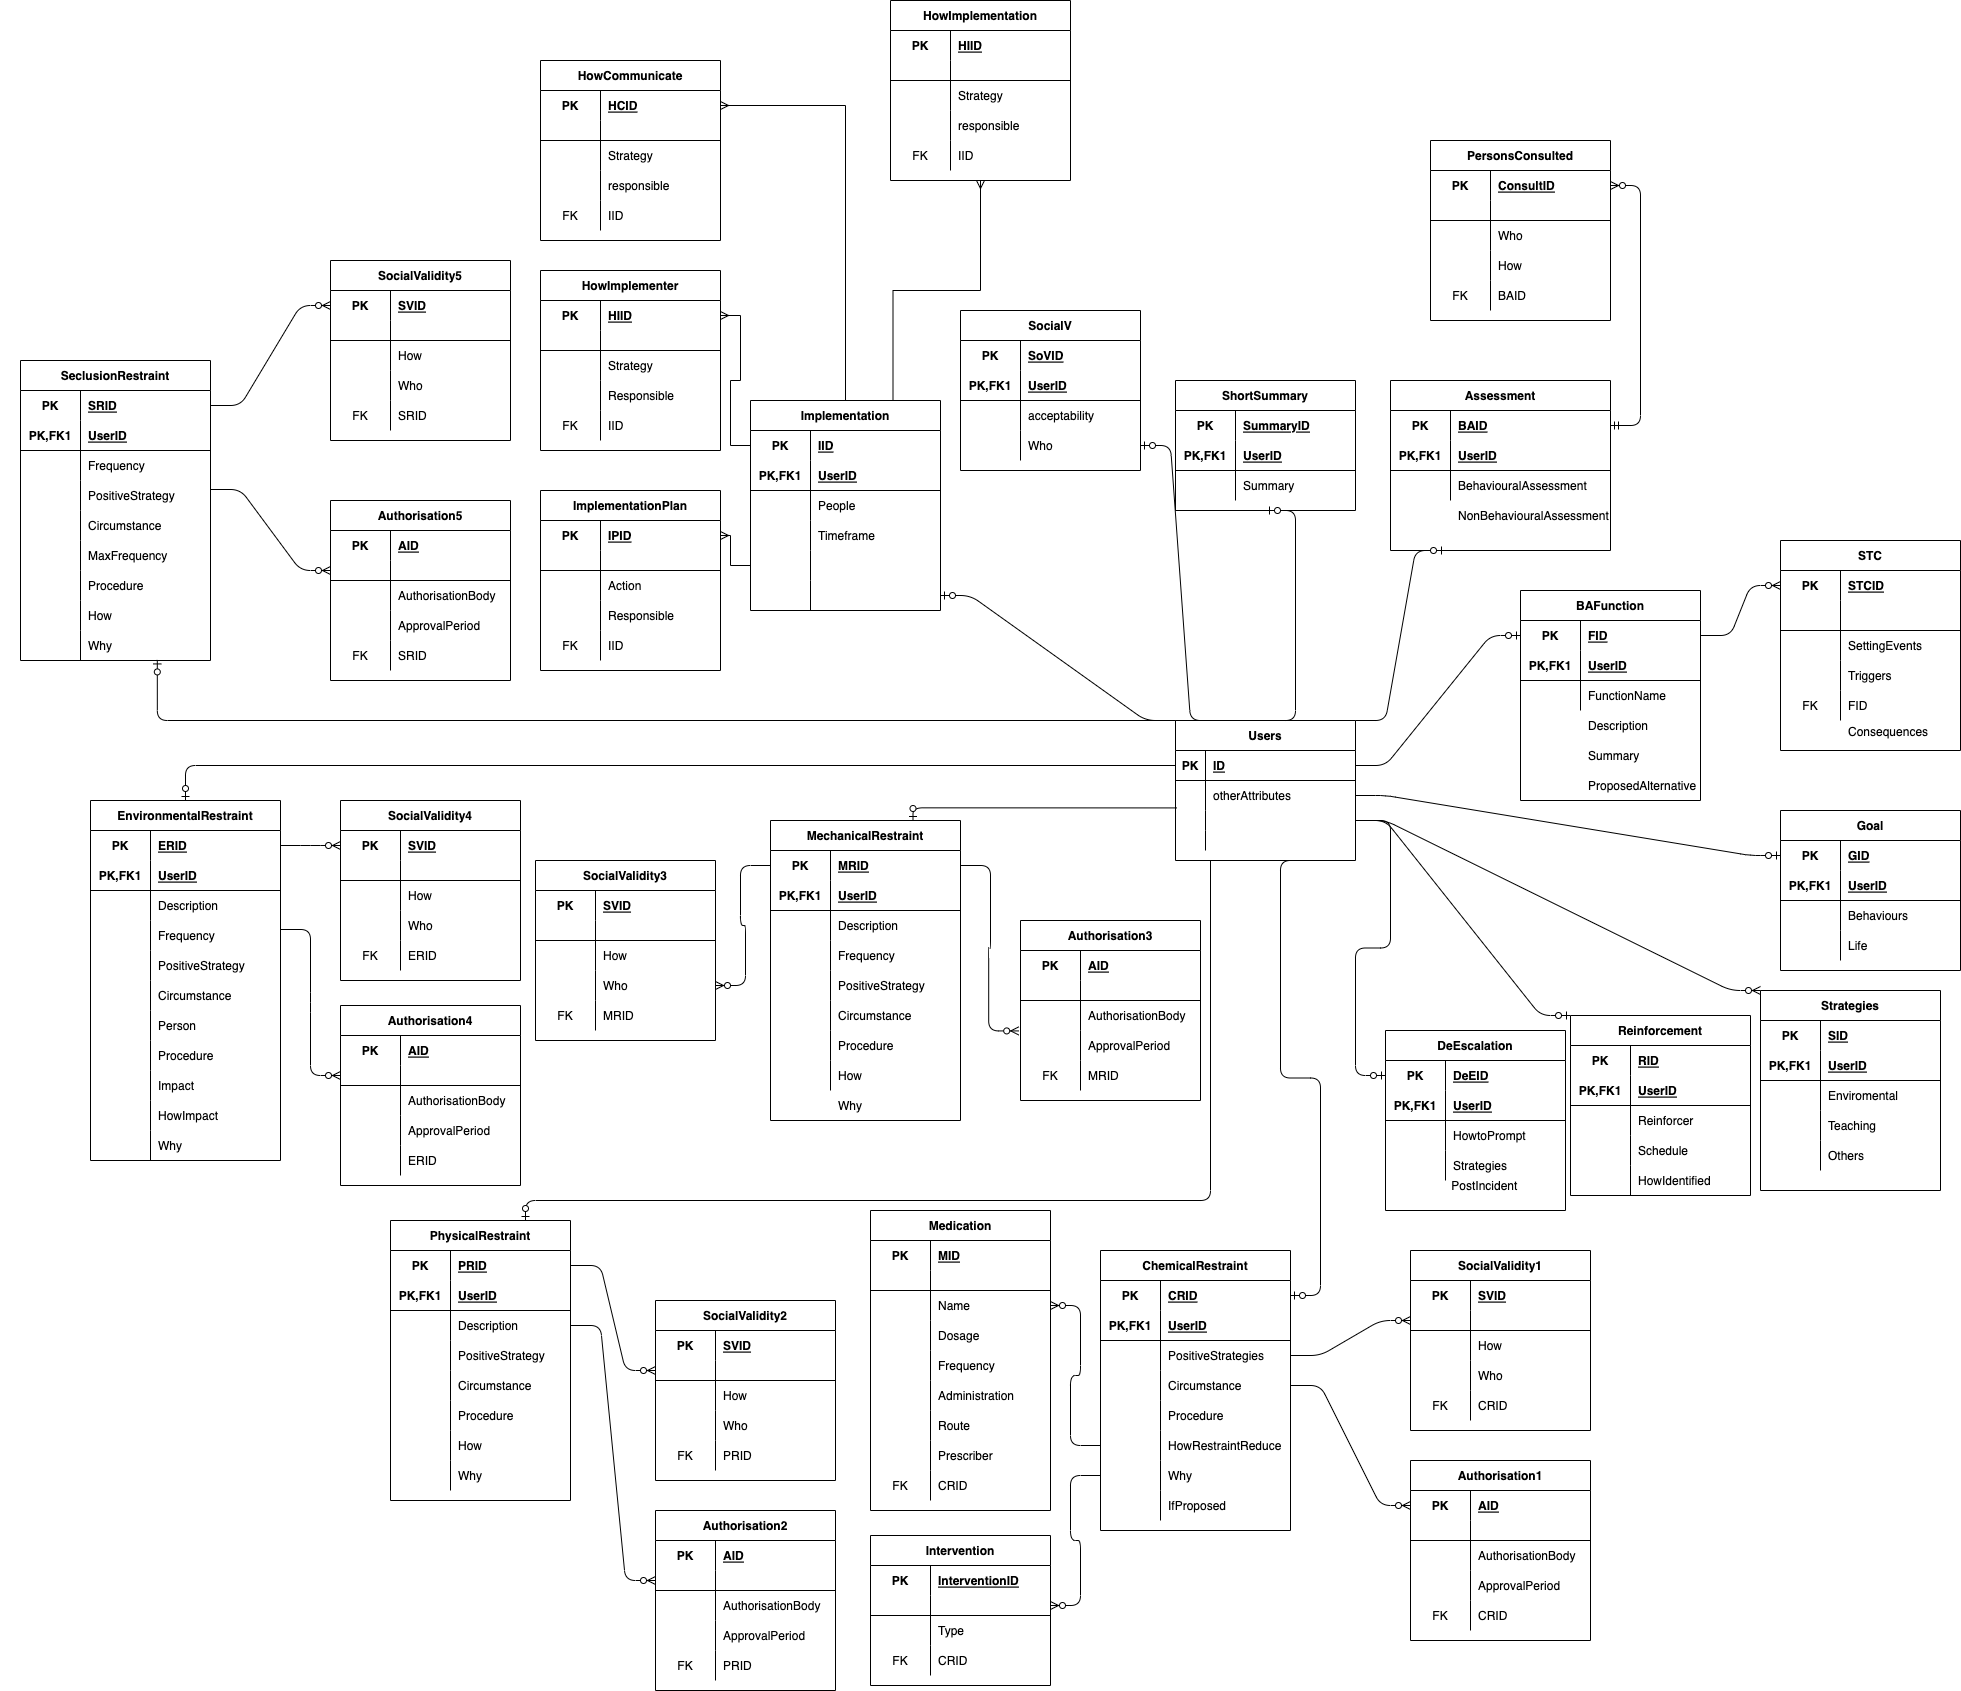 HowImplementation
PK HIID
Strategy
responsible
FK IID
HowCommunicate
PK HCID
Strategy
responsible
FK IID
PersonsConsulted
PK ConsultID
Who
How
FK BAID
SocialValidity5
PK SVID
How
Who
FK SRID
HowImplementer
PK HIID
Strategy
Responsible
FK IID
SocialV
PK SoVID
PK,FK1 UserID
acceptability
Who
SeclusionRestraint
PK SRID
PK,FK1 UserID
Frequency
PositiveStrategy
Circumstance
MaxFrequency
Procedure
How
Why
ShortSummary
PK SummaryID
PK,FK1 UserID
Summary
Assessment
PK BAID
PK,FK1 UserID
BehaviouralAssessment
NonBehaviouralAssessment
Implementation
PK IID
PK,FK1 UserID
People
Timeframe
ImplementationPlan
PK IPID
Action
Responsible
FK IID
Authorisation5
PK AID
AuthorisationBody
ApprovalPeriod
FK SRID
STC
PK STCID
SettingEvents
Triggers
FK FID
Consequences
BAFunction
PK FID
PK,FK1 UserID
FunctionName
Description
Summary
ProposedAlternative
Users
PK ID
otherAttributes
EnvironmentalRestraint
PK ERID
PK,FK1 UserID
Description
Frequency
PositiveStrategy
Circumstance
Person
Procedure
Impact
HowImpact
Why
SocialValidity4
PK SVID
How
Who
FK ERID
Goal
PK GID
PK,FK1 UserID
Behaviours
Life
MechanicalRestraint
PK MRID
PK,FK1 UserID
Description
Frequency
PositiveStrategy
Circumstance
Procedure
How
Why
SocialValidity3
PK SVID
How
Who
FK MRID
Authorisation3
PK AID
AuthorisationBody
ApprovalPeriod
FK MRID
Strategies
PK SID
PK,FK1 UserID
Enviromental
Teaching
Others
Authorisation4
PK AID
AuthorisationBody
ApprovalPeriod
ERID
Reinforcement
PK RID
PK,FK1 UserID
Reinforcer
Schedule
HowIdentified
DeEscalation
PK DeEID
PK,FK1 UserID
HowtoPrompt
Strategies
PostIncident
Medication
PK MID
Name
Dosage
Frequency
Administration
Route
Prescriber
FK CRID
PhysicalRestraint
PK PRID
PK,FK1 UserID
Description
PositiveStrategy
Circumstance
Procedure
How
Why
ChemicalRestraint
PK CRID
PK,FK1 UserID
PositiveStrategies
Circumstance
Procedure
HowRestraintReduce
Why
IfProposed
SocialValidity1
PK SVID
How
Who
FK CRID
SocialValidity2
PK SVID
How
Who
FK PRID
Authorisation1
PK AID
AuthorisationBody
ApprovalPeriod
FK CRID
Authorisation2
PK AID
AuthorisationBody
ApprovalPeriod
FK PRID
Intervention
PK InterventionID
Type
FK CRID